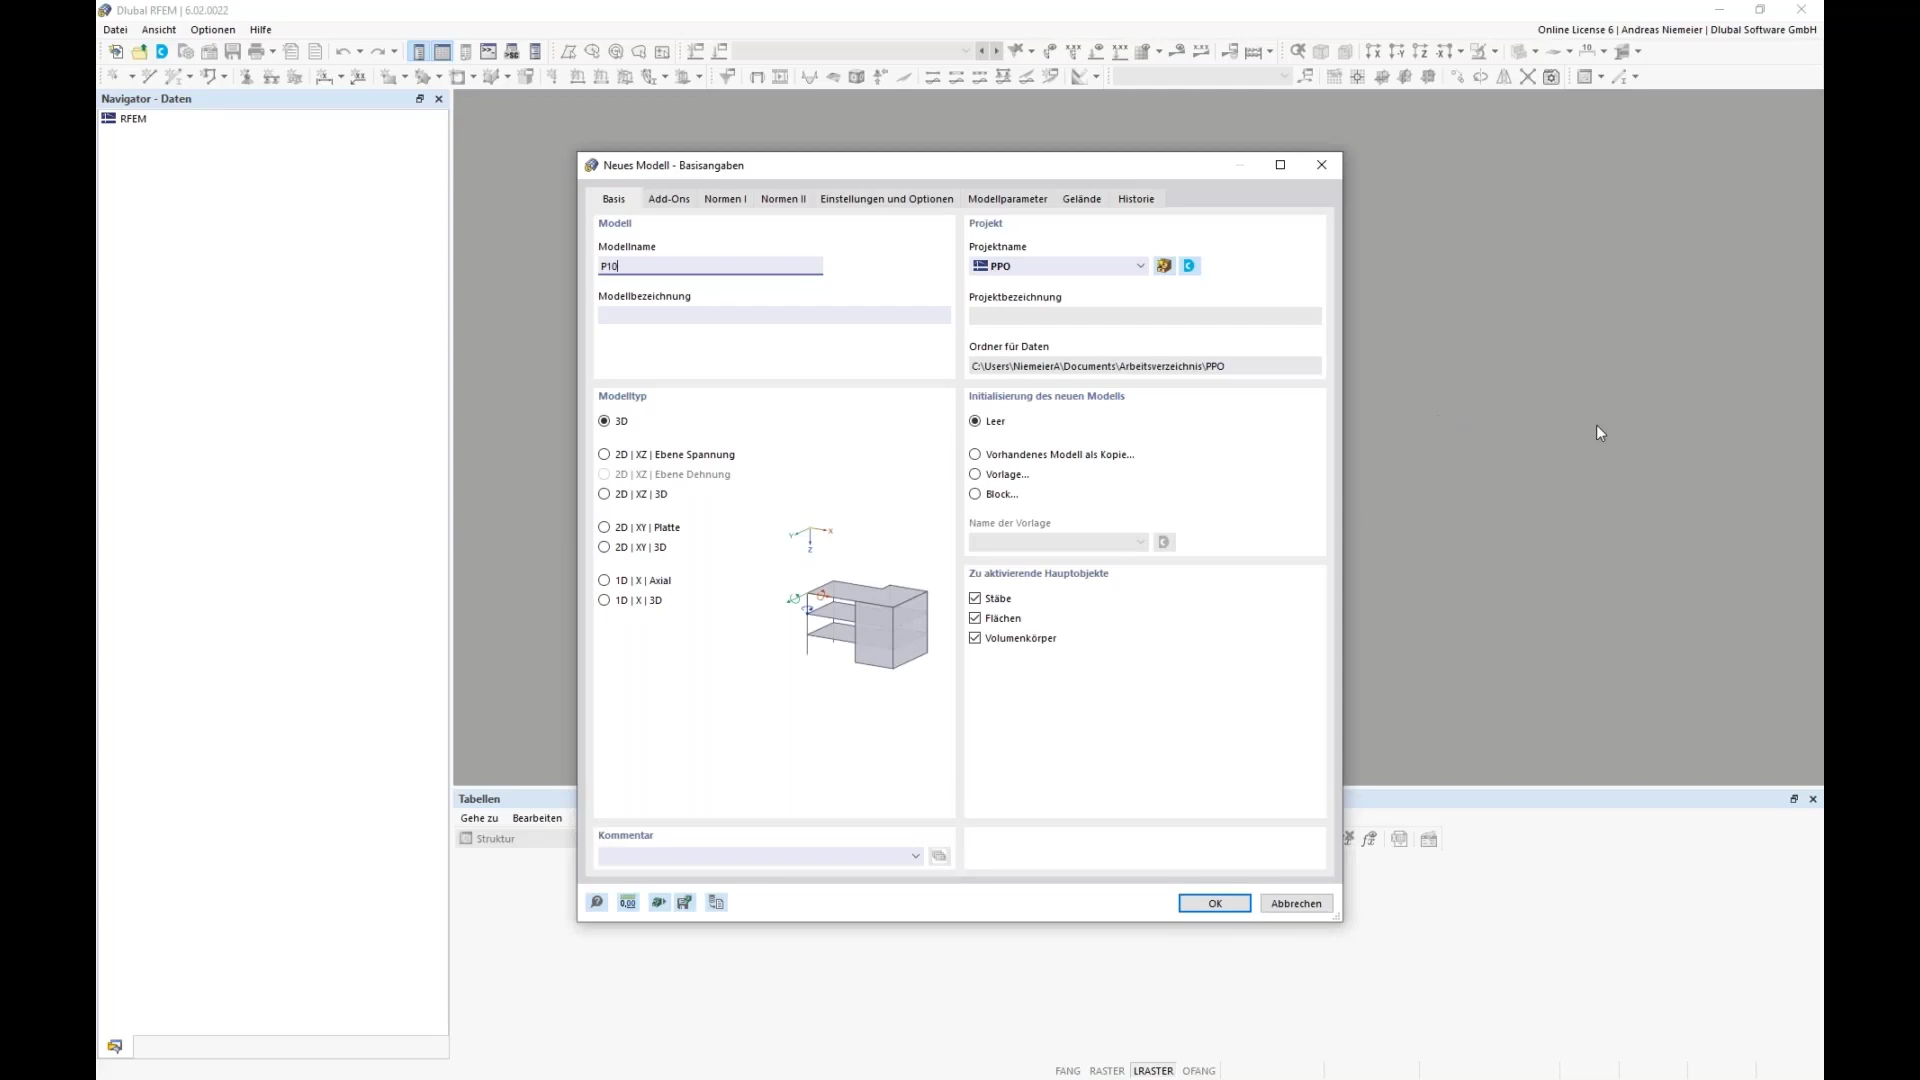 Dlubal RFEM | 6.02.0022
Datei Ansicht Optionen Hilfe
Online License 6 | Andreas Niemeier | Dlubal Software GmbH
Navigator - Daten
RFEM
Neues Modell - Basisangaben
Basis Add-Ons Normen I Normen II Einstellungen und Optionen Modellparameter Gelände Historie
Modell
Modellname
P10
Modellbezeichnung
Projekt
Projektname
PPO
Projektbezeichnung
Ordner für Daten
C:\Users\NiemeierA\Documents\Arbeitsverzeichnis\PPO
Modelltyp
3D
2D | XZ | Ebene Spannung
2D | XZ | Ebene Dehnung
2D | XZ | 3D
2D | XY | Platte
2D | XY | 3D
1D | X | Axial
1D | X | 3D
Y X
Z
Initialisierung des neuen Modells
Leer
Vorhandenes Modell als Kopie...
Vorlage...
Block...
Name der Vorlage
Zu aktivierende Hauptobjekte
Stäbe
Flächen
Volumenkörper
Kommentar
0,00
OK Abbrechen
Tabellen
Gehe zu Bearbeiten
Struktur
FANG RASTER LRASTER OFANG